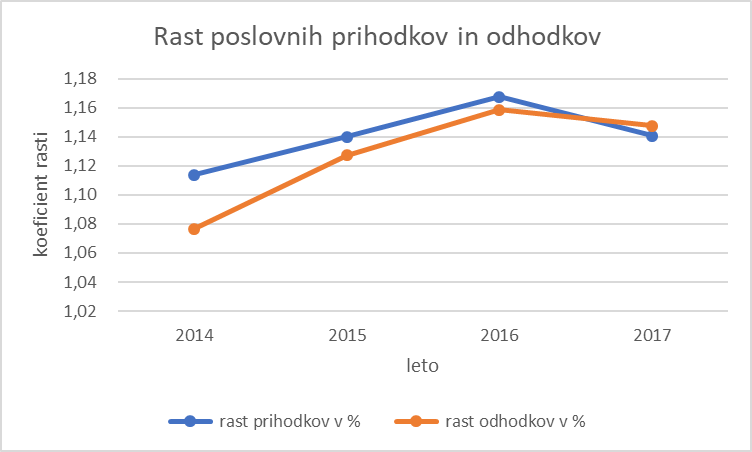 Rast poslovnih prihodkov in odhodkov
koeficient rasti
1,18
1,16
1,14
1,12
1,10
1,08
1,06
1,04
1,02
2014 2015 2016 2017
leto
rast prihodkov v % rast odhodkov v %